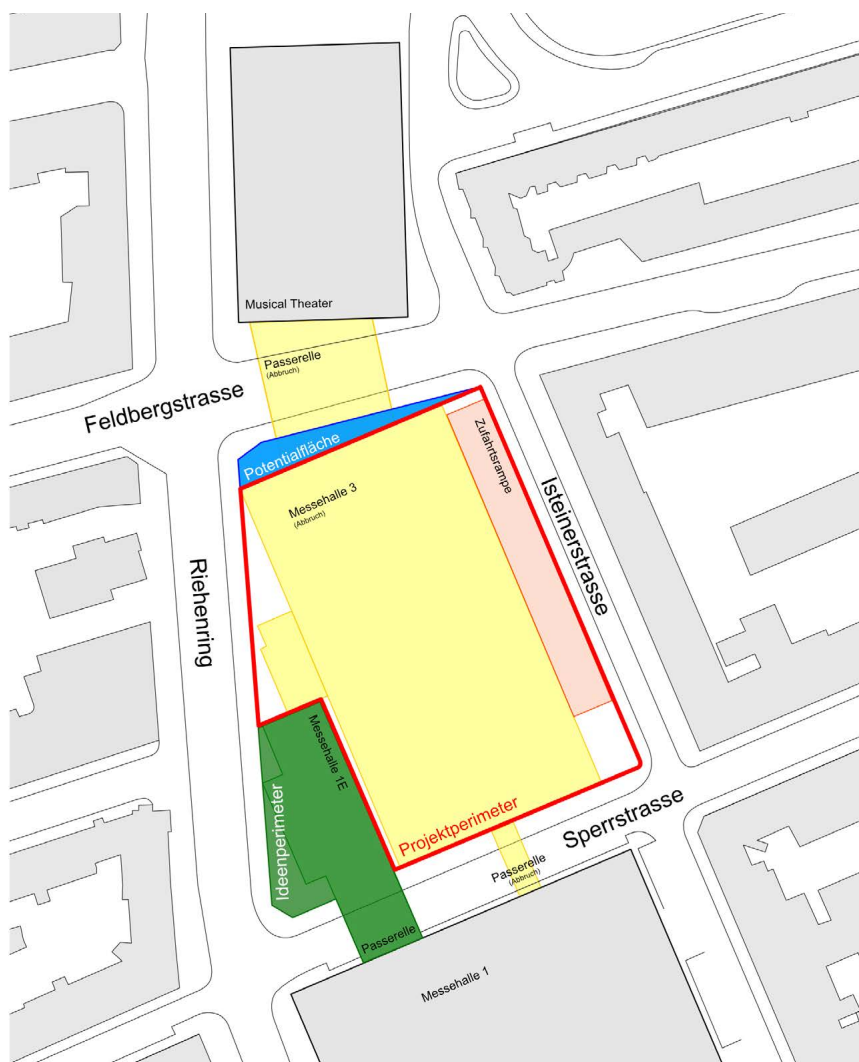 Musical Theater
Passerelle
(Abbruch)
Feldbergstrasse
Potentialfläche
Zufahrtsrampe
Messehalle 3
(Abbruch)
Isteinerstrasse
Riehenring
Messehalle 1E
Ideenperimeter
Projektperimeter
Sperrstrasse
Passerelle
(Abbruch)
Passerelle
Messehalle 1